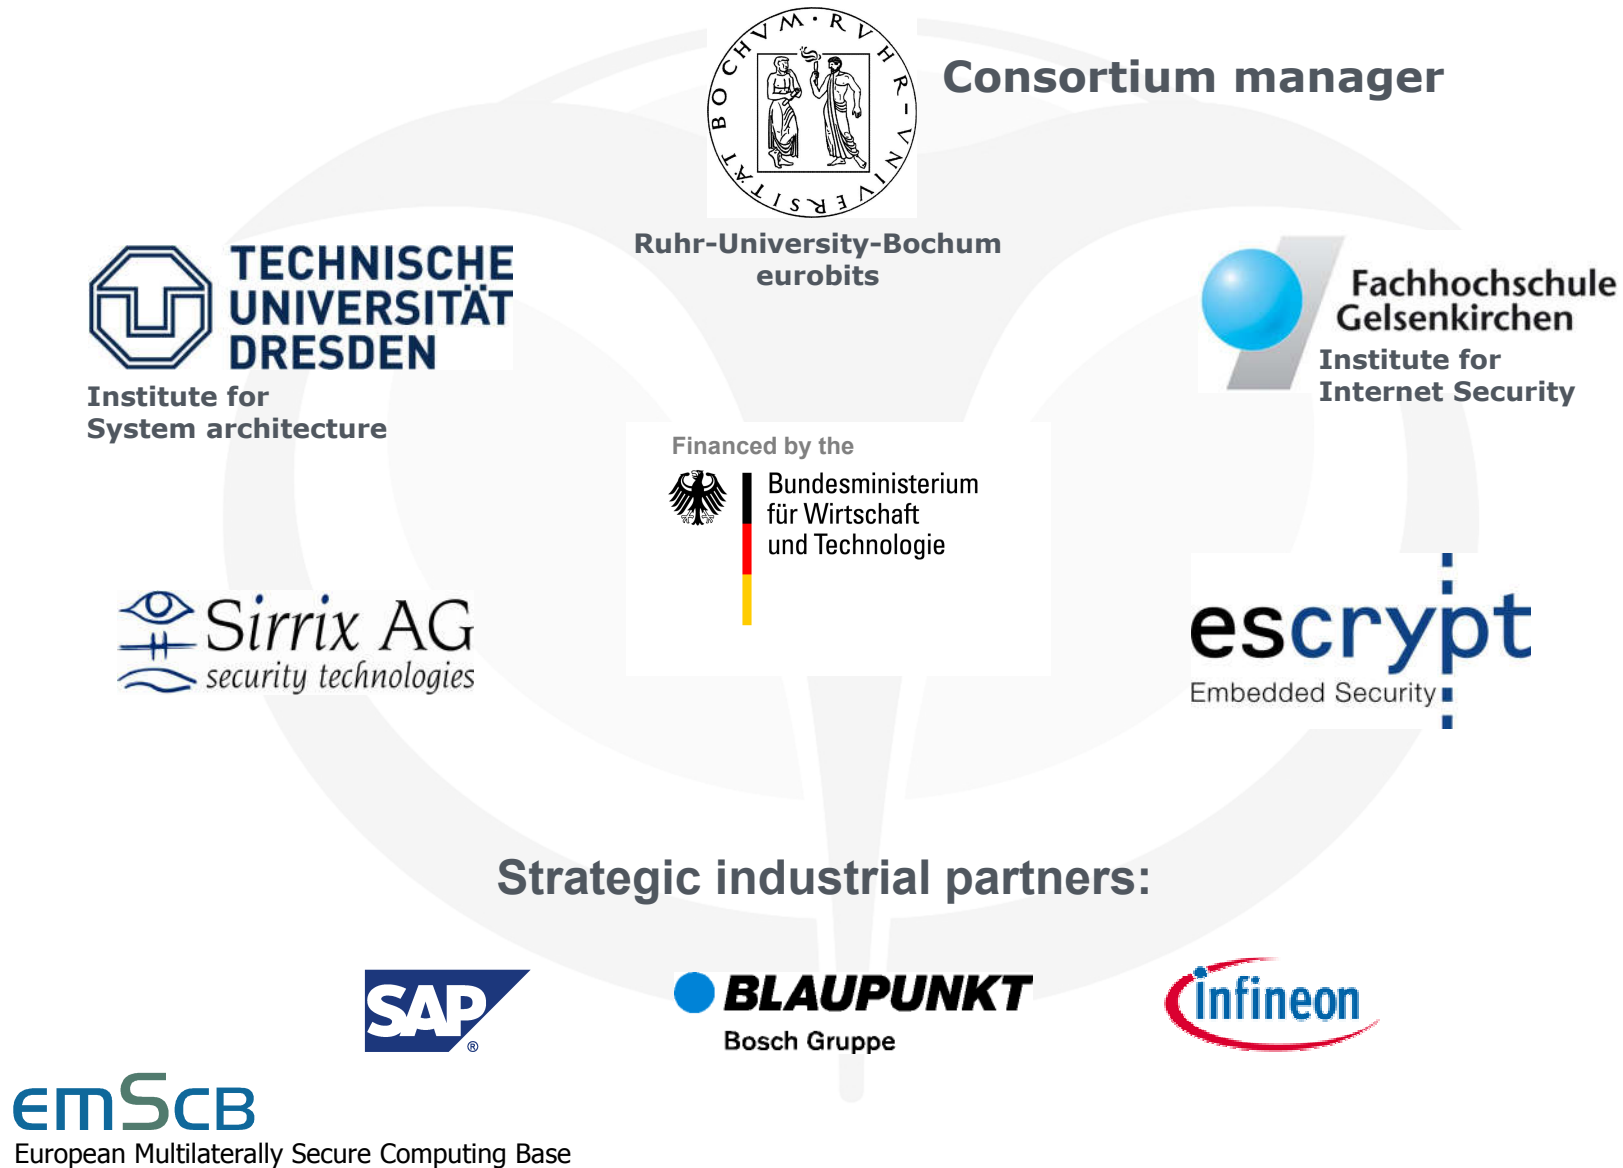 BOCHVM · RVHR-VNIVERSITÄT
Consortium manager
Ruhr-University-Bochum
eurobits
TECHNISCHE
UNIVERSITÄT
DRESDEN
Institute for
System architecture
Fachhochschule
Gelsenkirchen
Institute for
Internet Security
Financed by the
Bundesministerium
für Wirtschaft
und Technologie
Sirrix AG
security technologies
escrypt
Embedded Security
Strategic industrial partners:
SAP®
BLAUPUNKT
Bosch Gruppe
infineon
emScB
European Multilaterally Secure Computing Base